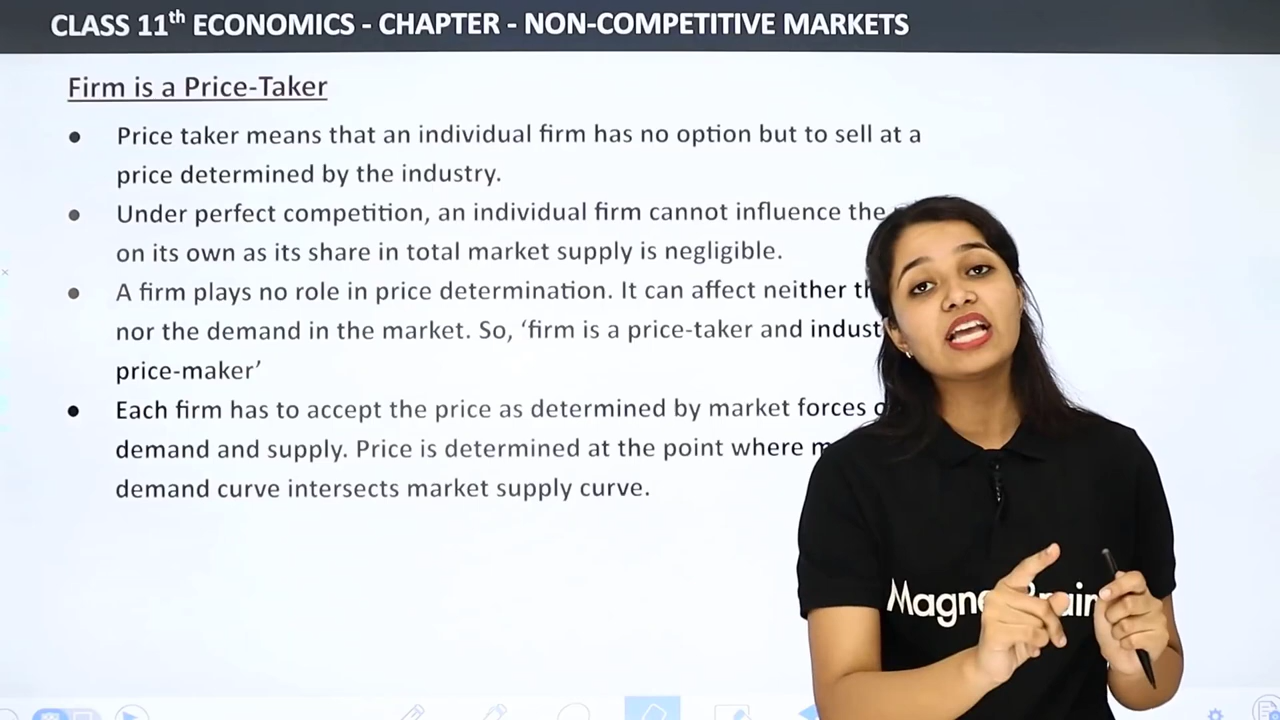 CLASS 11th ECONOMICS - CHAPTER - NON-COMPETITIVE MARKETS
Firm is a Price-Taker
● Price taker means that an individual firm has no option but to sell at a
price determined by the industry.
● Under perfect competition, an individual firm cannot influence the
on its own as its share in total market supply is negligible.
● A firm plays no role in price determination. It can affect neither
nor the demand in the market. So, ‘firm is a price-taker and
price-maker’
● Each firm has to accept the price as determined by market forces
demand and supply. Price is determined at the point where
demand curve intersects market supply curve.